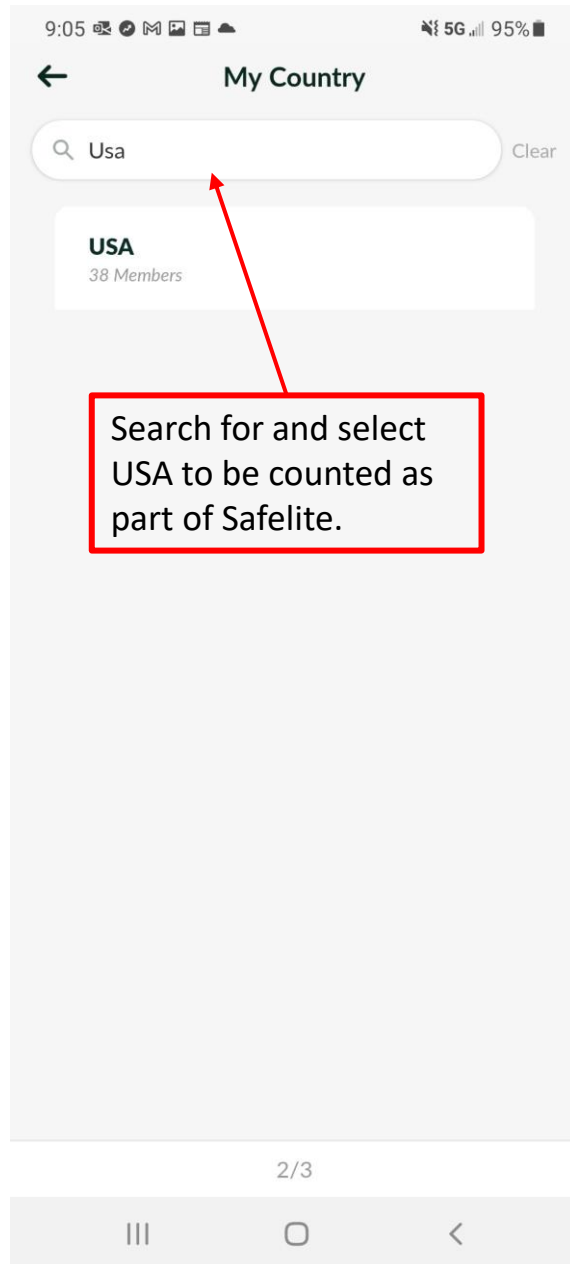 9:05 5G 95%
My Country
Usa Clear
USA
38 Members
Search for and select
USA to be counted as
part of Safelite.
2/3